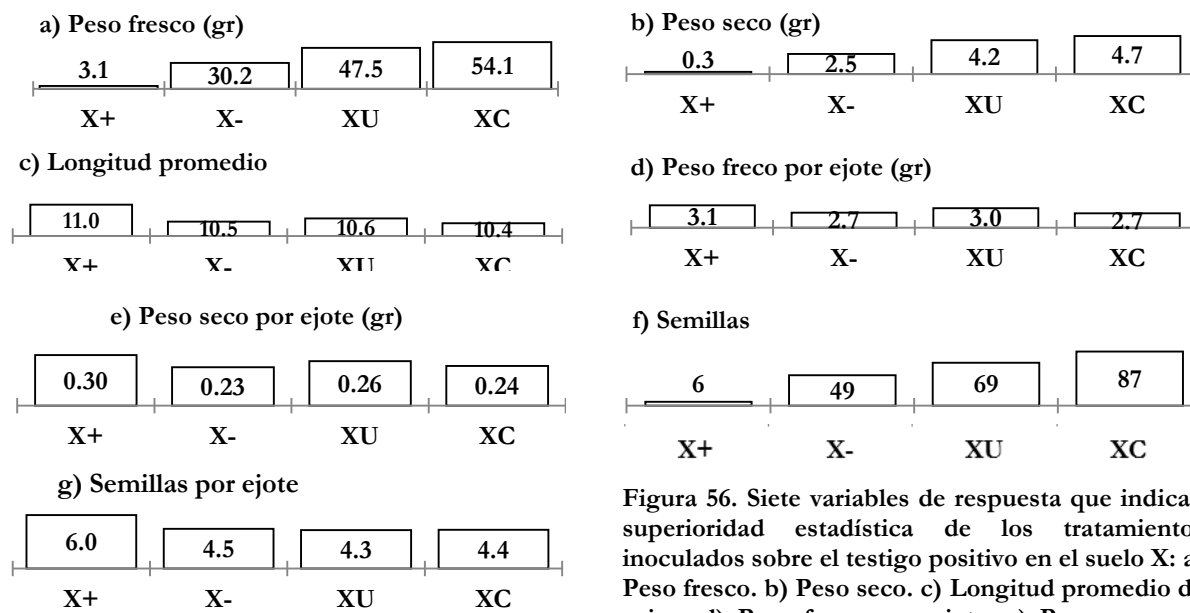 a) Peso fresco (gr)
3.1 30.2 47.5 54.1
X+ X- XU XC
b) Peso seco (gr)
0.3 2.5 4.2 4.7
X+ X- XU XC
c) Longitud promedio
11.0 10.5 10.6 10.4
X+ X- XU XC
d) Peso freco por ejote (gr)
3.1 2.7 3.0 2.7
X+ X- XU XC
e) Peso seco por ejote (gr)
0.30 0.23 0.26 0.24
X+ X- XU XC
f) Semillas
6 49 69 87
X+ X- XU XC
g) Semillas por ejote
6.0 4.5 4.3 4.4
X+ X- XU XC
Figura 56. Siete variables de respuesta que indica
superioridad estadística de los tratamiento
inoculados sobre el testigo positivo en el suelo X: a
Peso fresco. b) Peso seco. c) Longitud promedio d